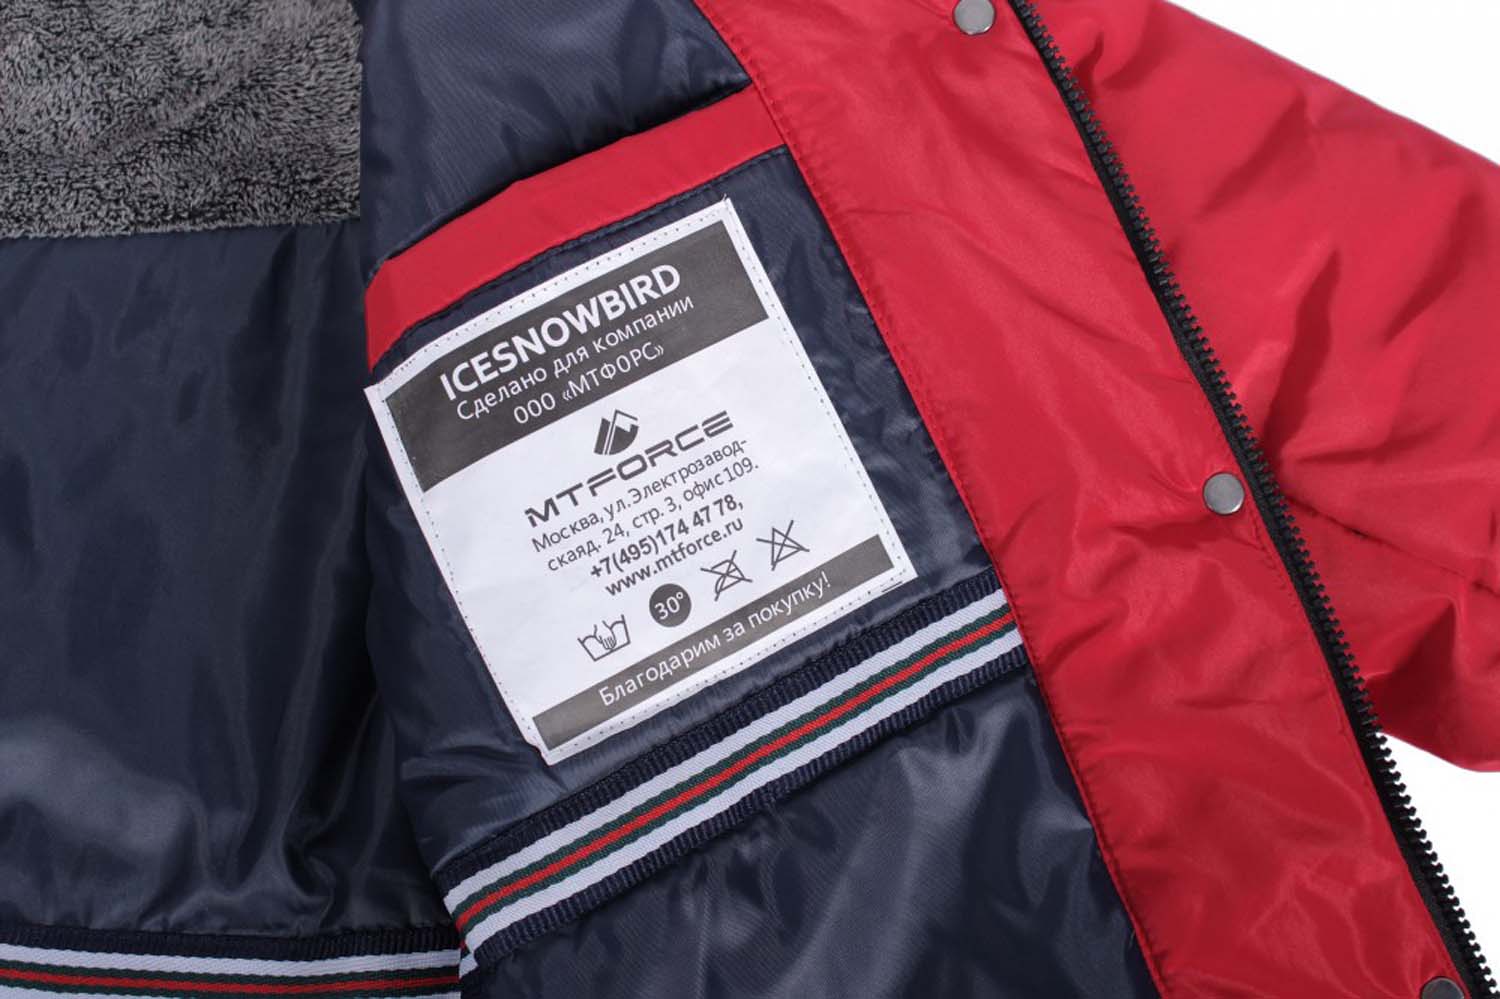 ICESNOWBIRD
Сделано для компании
ООО «МТФОРС»
MTFORCE
Москва, ул. Электрозавод-
ская д. 24, стр. 3, офис 109.
+7(495)174 47 78,
www.mtforce.ru
30°
Благодарим за покупку!